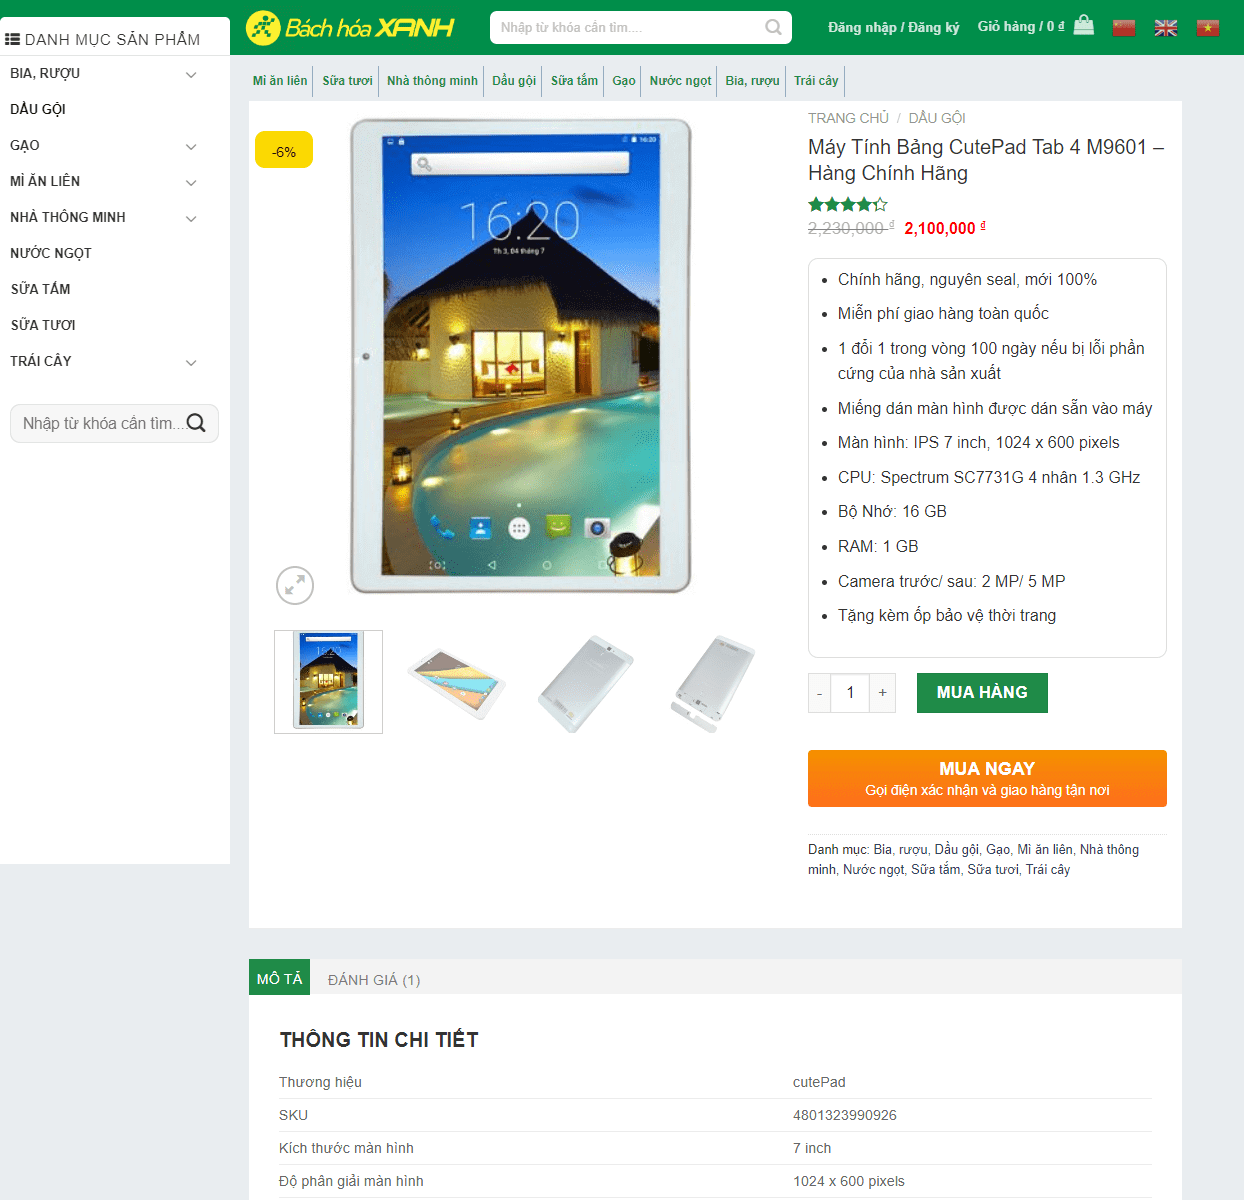 DANH MỤC SẢN PHẨM
Bách hóa XANH
Nhập từ khóa cần tìm....
Đăng nhập / Đăng ký
Giỏ hàng / 0 ₫
BIA, RƯỢU
DẦU GỘI
GẠO
MÌ ĂN LIÊN
NHÀ THÔNG MINH
NƯỚC NGỌT
SỮA TẮM
SỮA TƯƠI
TRÁI CÂY
Nhập từ khóa cần tìm....
Mì ăn liên
Sữa tươi
Nhà thông minh
Dầu gội
Sữa tắm
Gạo
Nước ngọt
Bia, rượu
Trái cây
-6%
16:20
16:20
Th 3, 04 tháng 7
TRANG CHỦ / DẦU GỘI
Máy Tính Bảng CutePad Tab 4 M9601 –
Hàng Chính Hãng
2,230,000 ₫ 2,100,000 ₫
Chính hãng, nguyên seal, mới 100%
Miễn phí giao hàng toàn quốc
1 đổi 1 trong vòng 100 ngày nếu bị lỗi phần
cứng của nhà sản xuất
Miếng dán màn hình được dán sẵn vào máy
Màn hình: IPS 7 inch, 1024 x 600 pixels
CPU: Spectrum SC7731G 4 nhân 1.3 GHz
Bộ Nhớ: 16 GB
RAM: 1 GB
Camera trước/ sau: 2 MP/ 5 MP
Tặng kèm ốp bảo vệ thời trang
- 1 +
MUA HÀNG
MUA NGAY
Gọi điện xác nhận và giao hàng tận nơi
Danh mục: Bia, rượu, Dầu gội, Gạo, Mì ăn liên, Nhà thông
minh, Nước ngọt, Sữa tắm, Sữa tươi, Trái cây
MÔ TẢ
ĐÁNH GIÁ (1)
THÔNG TIN CHI TIẾT
Thương hiệu cutePad
SKU 4801323990926
Kích thước màn hình 7 inch
Độ phân giải màn hình 1024 x 600 pixels